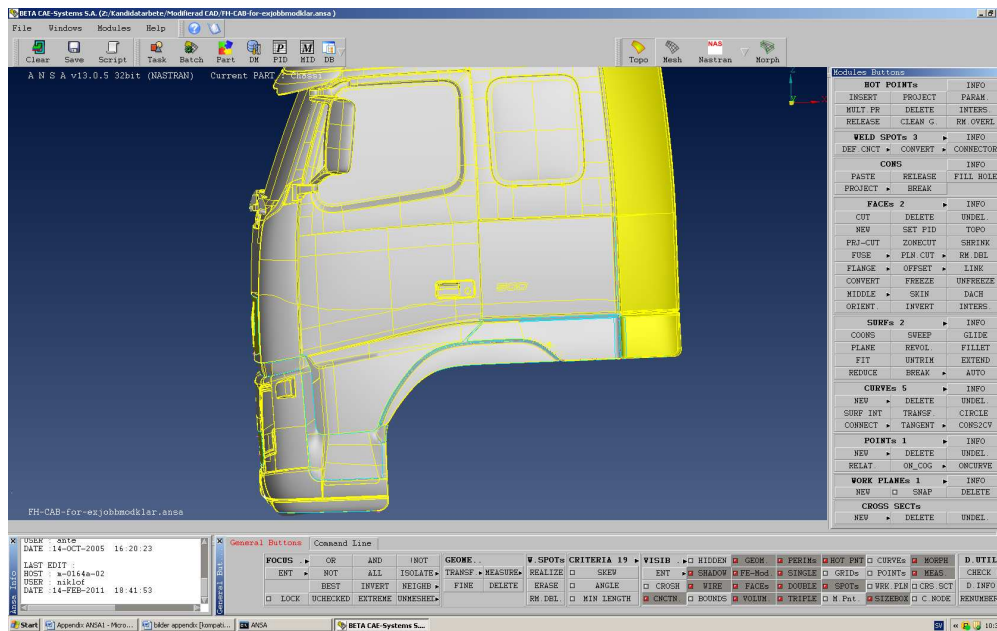 BETA CAE-Systems S.A. (Z:/Kandidatarbete/Modifierad CAD/FH-CAB-for-exjobbmodklar.ansa )
File Windows Modules Help
Clear Save Script Task Batch Part DM PID MID DB Topo Mesh Nastran Morph
P M NAS
A N S A v13.0.5 32bit (NASTRAN) Current PART : Chassi
Modules Buttons
HOT POINTs INFO
INSERT PROJECT PARAM.
MULT.PR DELETE INTERS.
RELEASE CLEAN G. RM.OVERL
WELD SPOTs 3 INFO
DEF.CNCT CONVERT CONNECTOR
CONS INFO
PASTE RELEASE FILL HOLE
PROJECT BREAK
FACEs 2 INFO
CUT DELETE UNDEL.
NEW SET PID TOPO
PRJ-CUT ZONECUT SHRINK
FUSE PLN.CUT RM.DBL
FLANGE OFFSET LINK
CONVERT FREEZE UNFREEZE
MIDDLE SKIN DACH
ORIENT. INVERT INTERS.
SURFs 2 INFO
COONS SWEEP GLIDE
PLANE REVOL. FILLET
FIT UNTRIM EXTEND
REDUCE BREAK AUTO
CURVEs 5 INFO
NEW DELETE UNDEL.
SURF INT TRANSF. CIRCLE
CONNECT TANGENT CONS2CV
POINTs 1 INFO
NEW DELETE UNDEL.
RELAT. ON_COG ONCURVE
WORK PLANEs 1 INFO
NEW SNAP DELETE
CROSS SECTs
NEW DELETE UNDEL.
FH-CAB-for-exjobbmodklar.ansa
Ansa Info
USER : ante
DATE :14-OCT-2005 16:20:23
LAST EDIT :
HOST : m-0164a-02
USER : niklof
DATE :14-FEB-2011 18:41:53
General But
General Buttons Command Line
FOCUS OR AND !NOT GEOME. W.SPOTs CRITERIA 19 VISIB HIDDEN GEOM. PERIMs HOT PNT CURVEs MORPH D.UTIL
ENT NOT ALL ISOLATE TRANSF MEASURE REALIZE SKEW ENT SHADOW FE-Mod. SINGLE GRIDs POINTs MEAS. CHECK
BEST INVERT NEIGHB FINE DELETE ERASE ANGLE CROSH WIRE FACEs DOUBLE SPOTs WRK.PLN CRS.SCT D.INFO
LOCK UCHECKED EXTREME UNMESHED RM.DBL. MIN LENGTH CNCTN. BOUNDS VOLUM. TRIPLE M.Pnt. SIZEBOX C.NODE RENUMBER
Start Appendix ANSA1 - Micro... bilder appendix [kompati... ANSA BETA CAE-Systems S.... SV